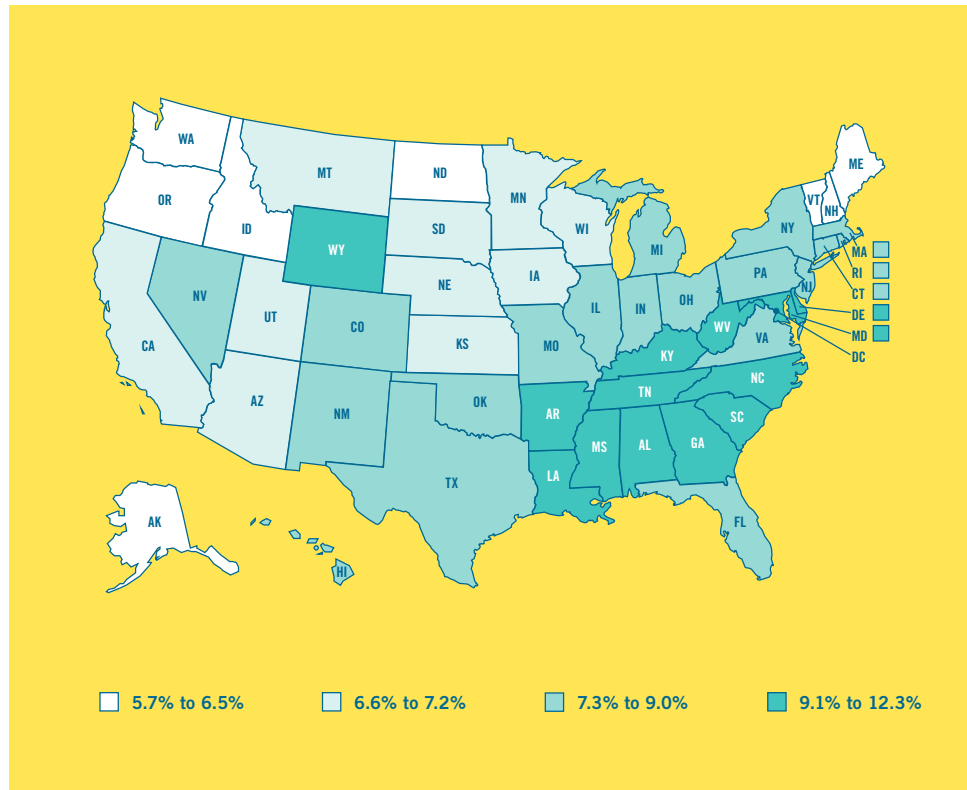 WA
MT
ND
ME
OR
MN
VT
NH
ID
SD
WI
NY
WY
MI
MA
RI
CT
PA
IA
NE
NJ
NV
UT
CO
IL
IN
OH
DE
MD
DC
WV
VA
CA
KS
MO
KY
NC
TN
AZ
NM
OK
AR
SC
MS
AL
GA
LA
TX
AK
FL
HI
5.7% to 6.5%
6.6% to 7.2%
7.3% to 9.0%
9.1% to 12.3%